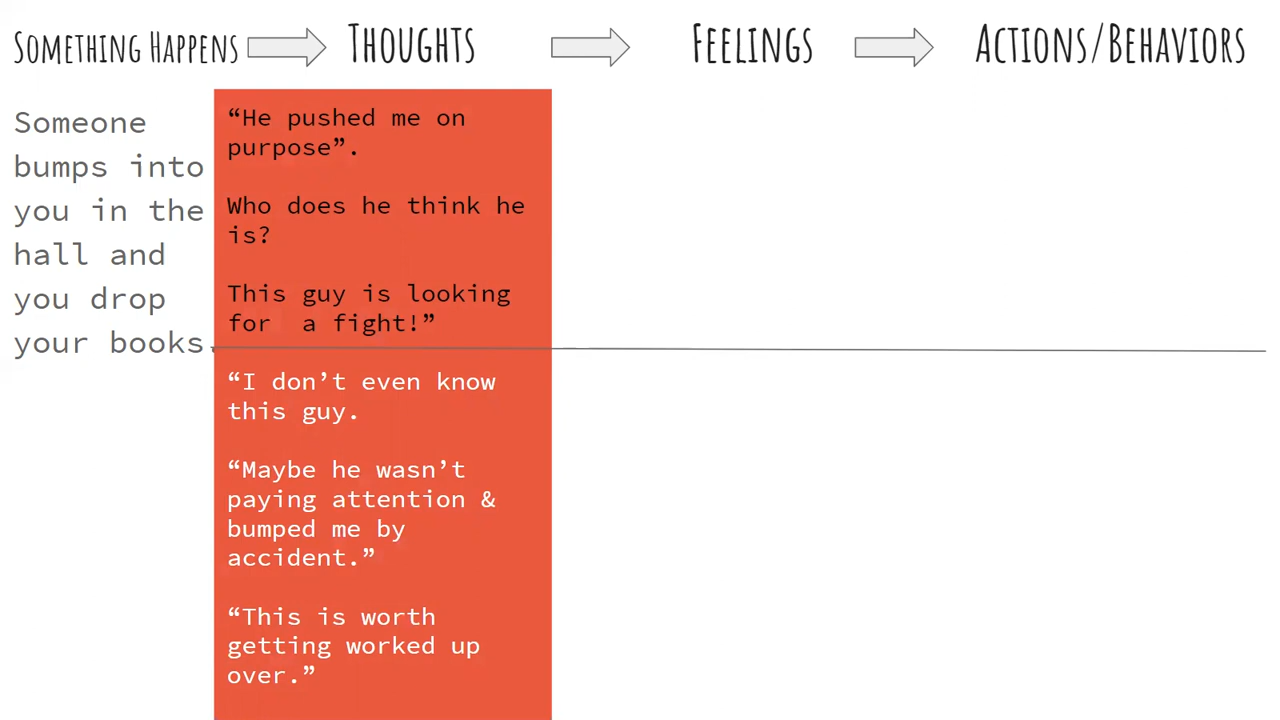 Something Happens
Thoughts
Feelings
Actions/Behaviors
Someone
bumps into
you in the
hall and
you drop
your books.
“He pushed me on
purpose”.
Who does he think he
is?
This guy is looking
for a fight!”
“I don’t even know
this guy.
“Maybe he wasn’t
paying attention &
bumped me by
accident.”
“This is worth
getting worked up
over.”